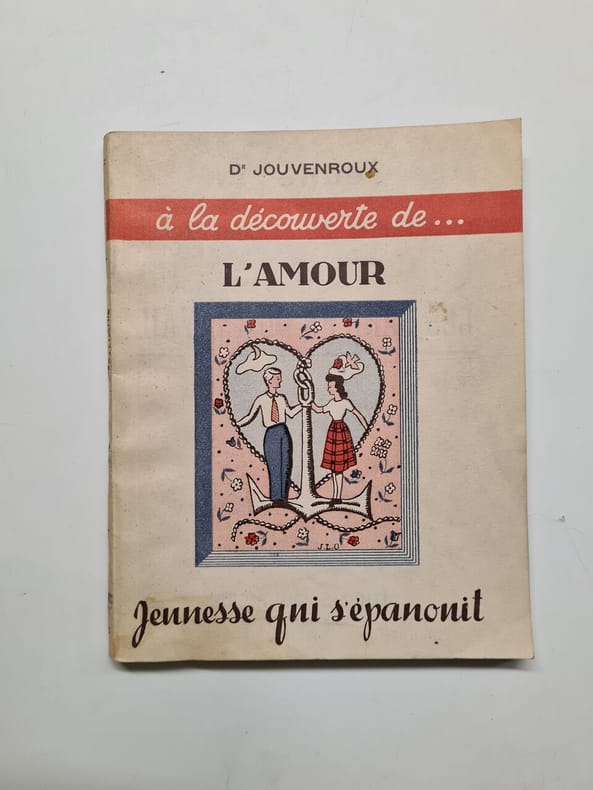 Dʳ JOUVENROUX
à la découverte de...
L'AMOUR
J L O
Jeunesse qui s'épanouit